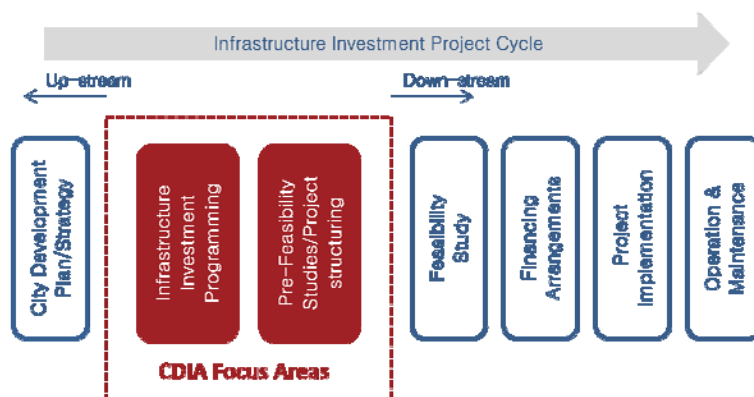 Infrastructure Investment Project Cycle
Up-stream
Down-stream
City Development
Plan/Strategy
Infrastructure
Investment
Programming
Pre-Feasibility
Studies/Project
structuring
Feasibility
Study
Financing
Arrangements
Project
Implementation
Operation &
Maintenance
CDIA Focus Areas